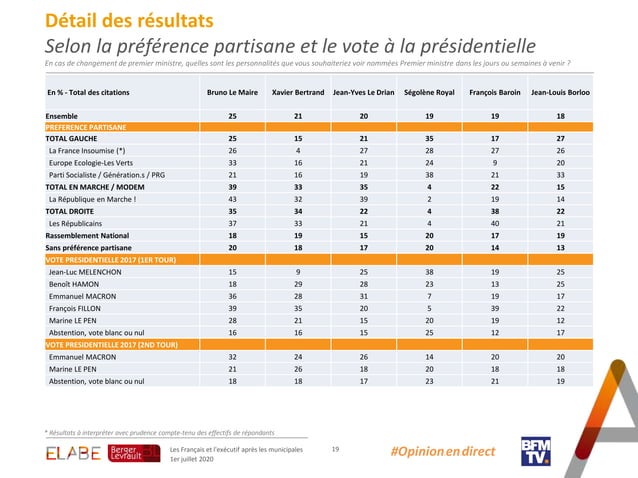 Détail des résultats
Selon la préférence partisane et le vote à la présidentielle
En cas de changement de premier ministre, quelles sont les personnalités que vous souhaiteriez voir nommées Premier ministre dans les jours ou semaines à venir ?
En % - Total des citations Bruno Le Maire Xavier Bertrand Jean-Yves Le Drian Ségolène Royal François Baroin Jean-Louis Borloo
Ensemble 25 21 20 19 19 18
PREFERENCE PARTISANE
TOTAL GAUCHE 25 15 21 35 17 27
La France Insoumise (*) 26 4 27 28 27 26
Europe Ecologie-Les Verts 33 16 21 24 9 20
Parti Socialiste / Génération.s / PRG 21 16 19 38 21 33
TOTAL EN MARCHE / MODEM 39 33 35 4 22 15
La République en Marche ! 43 32 39 2 19 14
TOTAL DROITE 35 34 22 4 38 22
Les Républicains 37 33 21 4 40 21
Rassemblement National 18 19 15 20 17 19
Sans préférence partisane 20 18 17 20 14 13
VOTE PRESIDENTIELLE 2017 (1ER TOUR)
Jean-Luc MELENCHON 15 9 25 38 19 25
Benoît HAMON 18 29 28 23 13 25
Emmanuel MACRON 36 28 31 7 19 17
François FILLON 39 35 20 5 39 22
Marine LE PEN 28 21 15 20 19 12
Abstention, vote blanc ou nul 16 16 15 25 12 17
VOTE PRESIDENTIELLE 2017 (2ND TOUR)
Emmanuel MACRON 32 24 26 14 20 20
Marine LE PEN 21 26 18 20 18 18
Abstention, vote blanc ou nul 18 18 17 23 21 19
* Résultats à interpréter avec prudence compte-tenu des effectifs de répondants
ELABE Berger Levrault Les Français et l'exécutif après les municipales 19 #Opinion en direct BFM TV.
1er juillet 2020